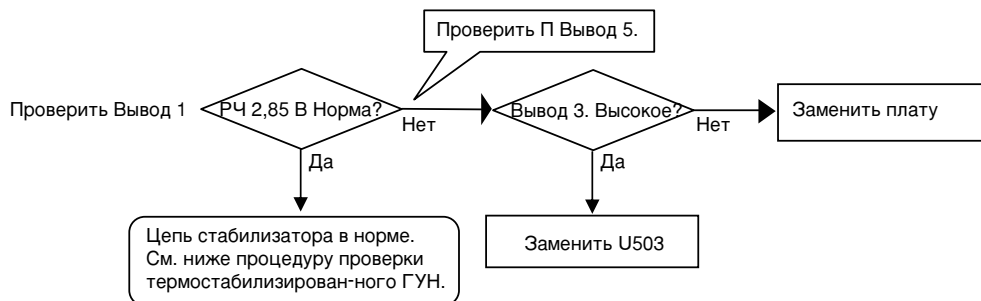 Проверить П Вывод 5.
Проверить Вывод 1
РЧ 2,85 В Норма?
Нет
Вывод 3. Высокое?
Нет
Заменить плату
Да
Да
Цепь стабилизатора в норме.
См. ниже процедуру проверки
термостабилизирован-ного ГУН.
Заменить U503